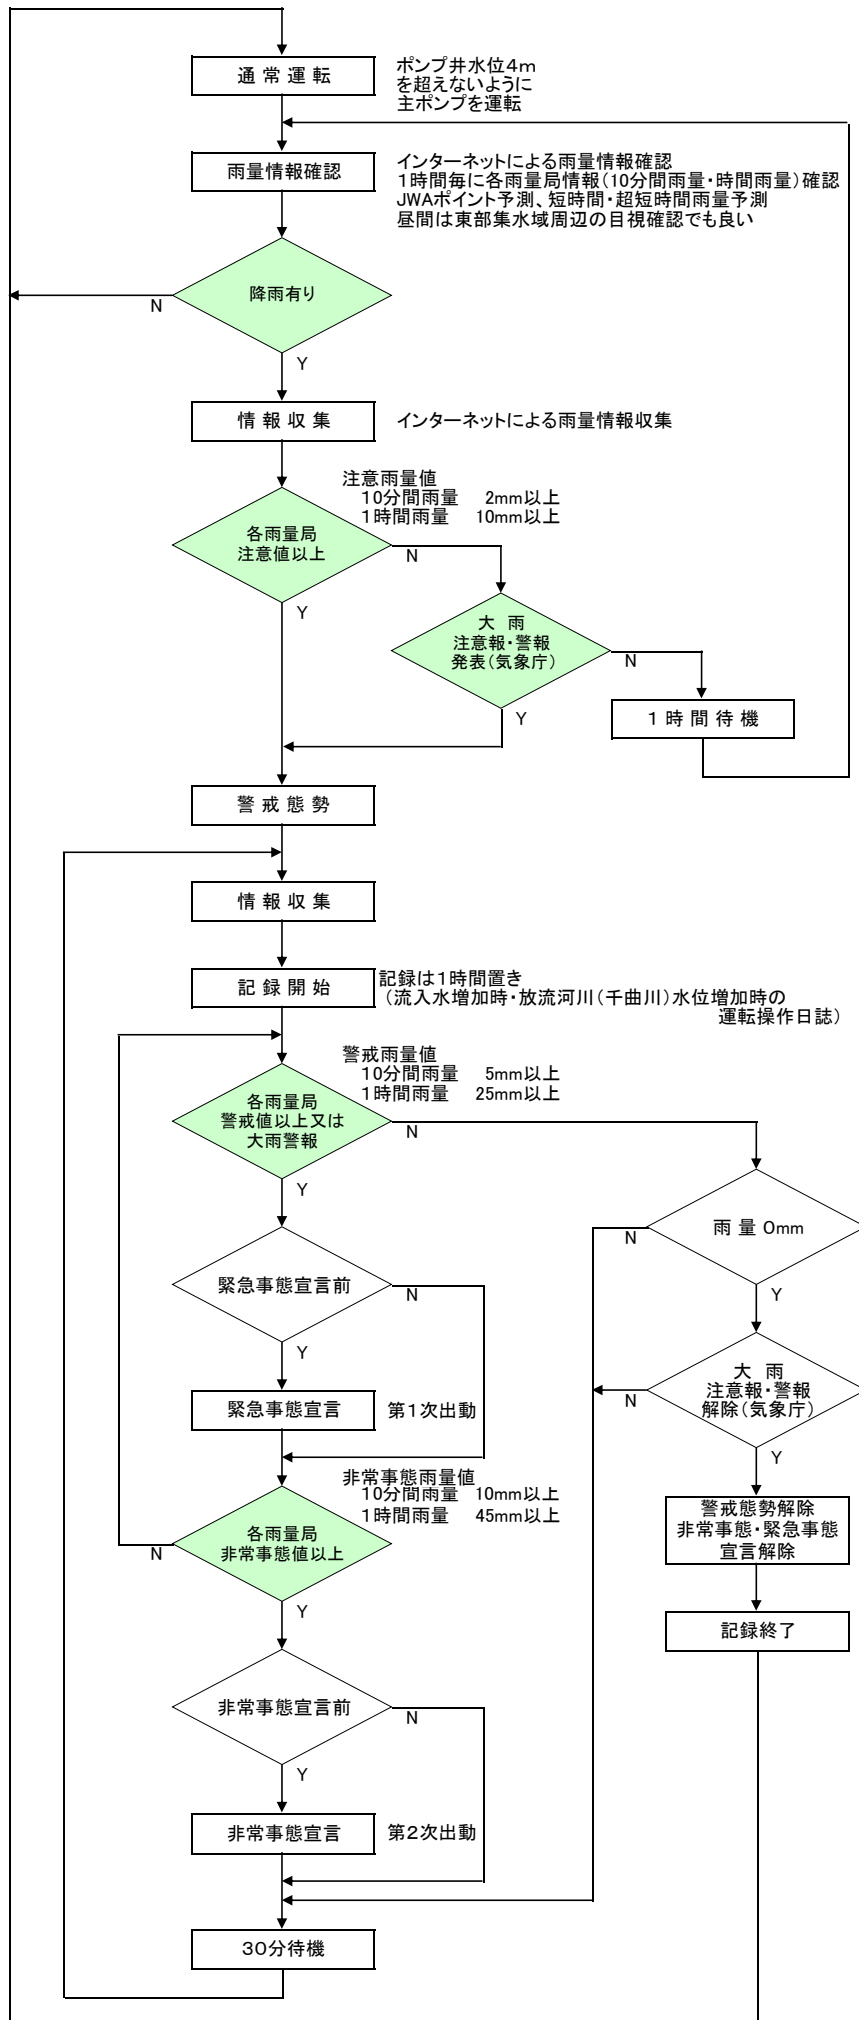 通常運転
ポンプ井水位4m
を超えないように
主ポンプを運転
雨量情報確認
インターネットによる雨量情報確認
1時間毎に各雨量局情報(10分間雨量・時間雨量)確認
JWAポイント予測、短時間・超短時間雨量予測
昼間は東部集水域周辺の目視確認でも良い
降雨有り
N
Y
情報収集
インターネットによる雨量情報収集
注意雨量値
10分間雨量 2mm以上
1時間雨量 10mm以上
各雨量局
注意値以上
N
Y
大 雨
注意報・警報
発表(気象庁)
N
Y
1時間待機
警戒態勢
情報収集
記録開始
記録は1時間置き
(流入水増加時・放流河川(千曲川)水位増加時の
運転操作日誌)
警戒雨量値
10分間雨量 5mm以上
1時間雨量 25mm以上
各雨量局
警戒値以上又は
大雨警報
N
Y
雨量 0mm
N
Y
緊急事態宣言前
N
Y
大 雨
注意報・警報
解除(気象庁)
N
Y
緊急事態宣言
第1次出動
非常事態雨量値
10分間雨量 10mm以上
1時間雨量 45mm以上
各雨量局
非常事態値以上
N
Y
警戒態勢解除
非常事態・緊急事態
宣言解除
記録終了
非常事態宣言前
N
Y
非常事態宣言
第2次出動
30分待機